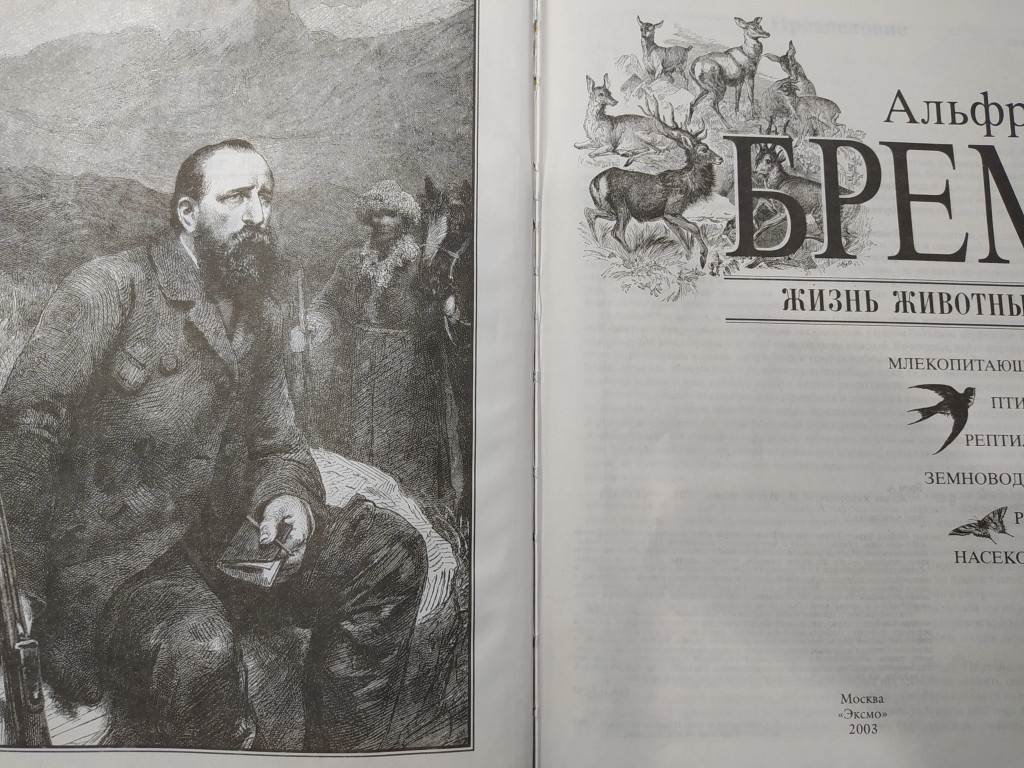 Альфр
БРЕМ
ЖИЗНЬ ЖИВОТНЫ
МЛЕКОПИТАЮЩ
ПТИ
РЕПТИЛ
ЗЕМНОВОД
Р
НАСЕКО
Москва
«Эксмо»
2003